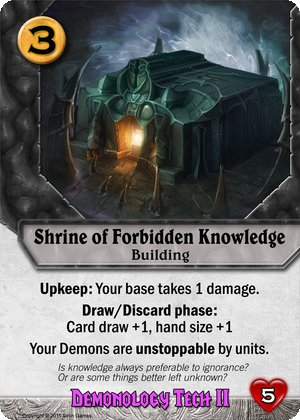 3
Shrine of Forbidden Knowledge
Building
Upkeep: Your base takes 1 damage.
Draw/Discard phase:
Card draw +1, hand size +1
Your Demons are unstoppable by units.
Is knowledge always preferable to ignorance?
Or are some things better left unknown?
Demonology Tech II
5